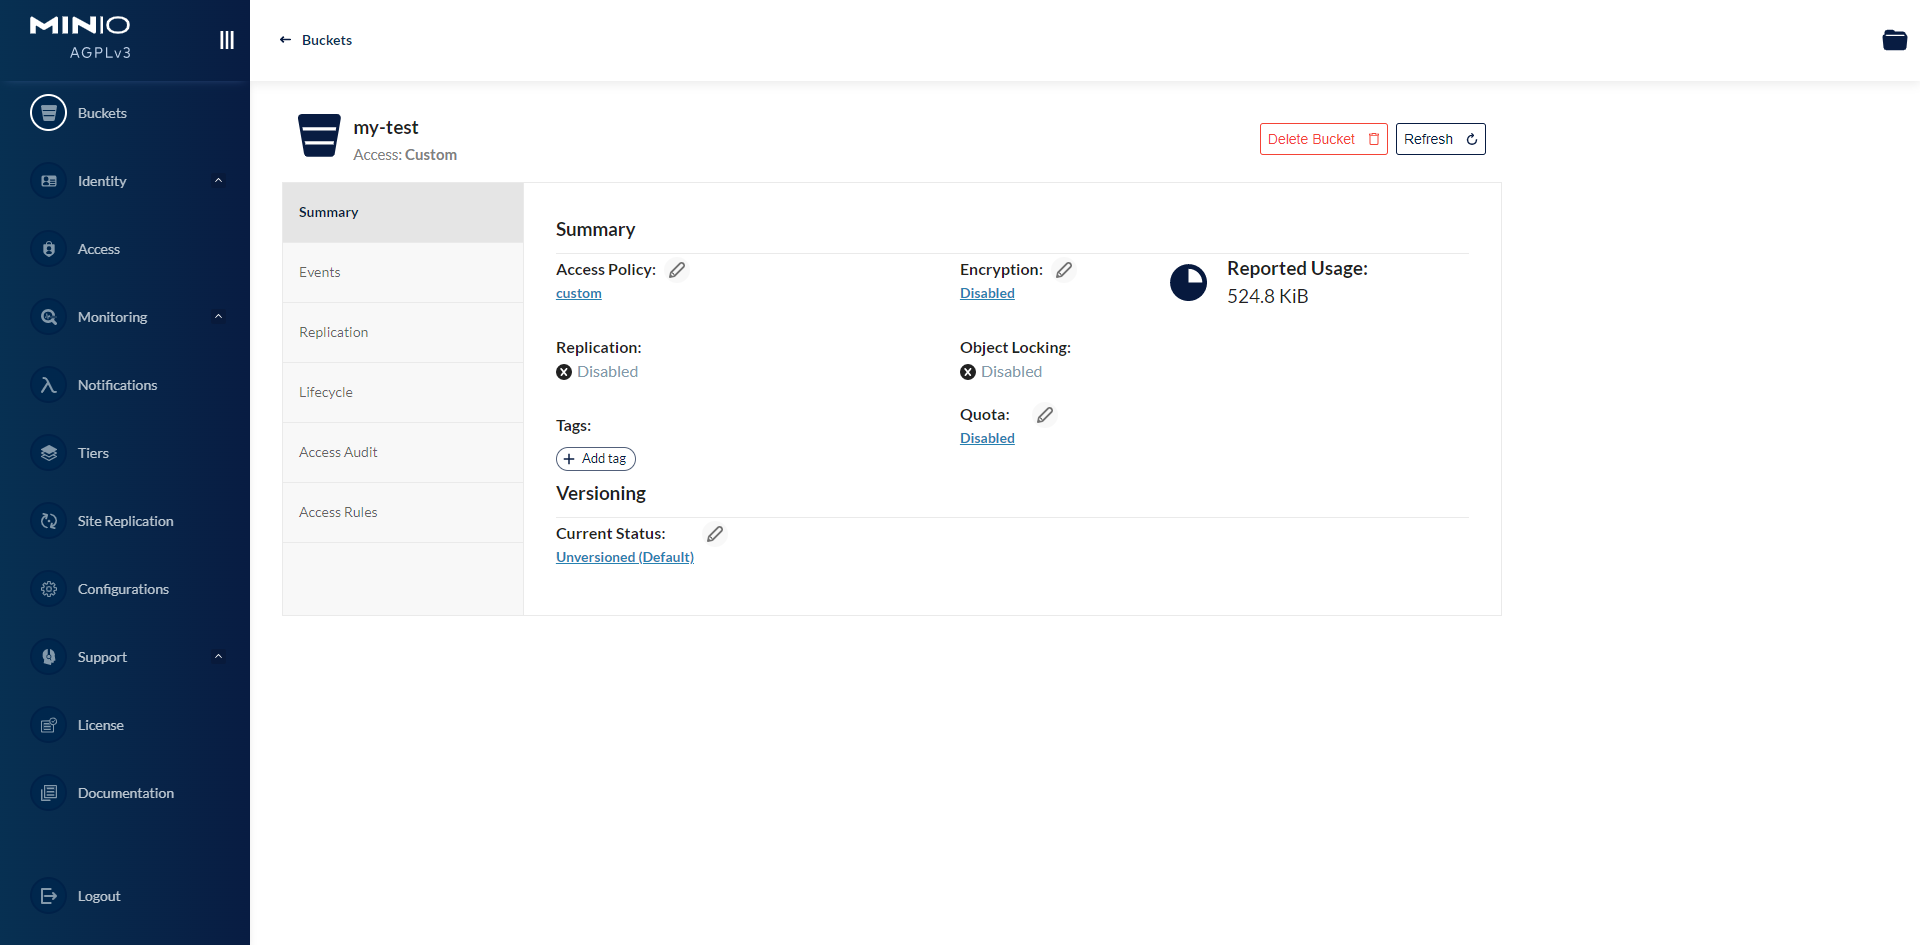 MINIO
AGPLv3
Buckets
Identity
Access
Monitoring
Notifications
Tiers
Site Replication
Configurations
Support
License
Documentation
Logout
Buckets
my-test
Access: Custom
Delete Bucket
Refresh
Summary
Events
Replication
Lifecycle
Access Audit
Access Rules
Summary
Access Policy:
custom
Encryption:
Disabled
Reported Usage:
524.8 KiB
Replication:
Disabled
Object Locking:
Disabled
Tags:
Add tag
Quota:
Disabled
Versioning
Current Status:
Unversioned (Default)